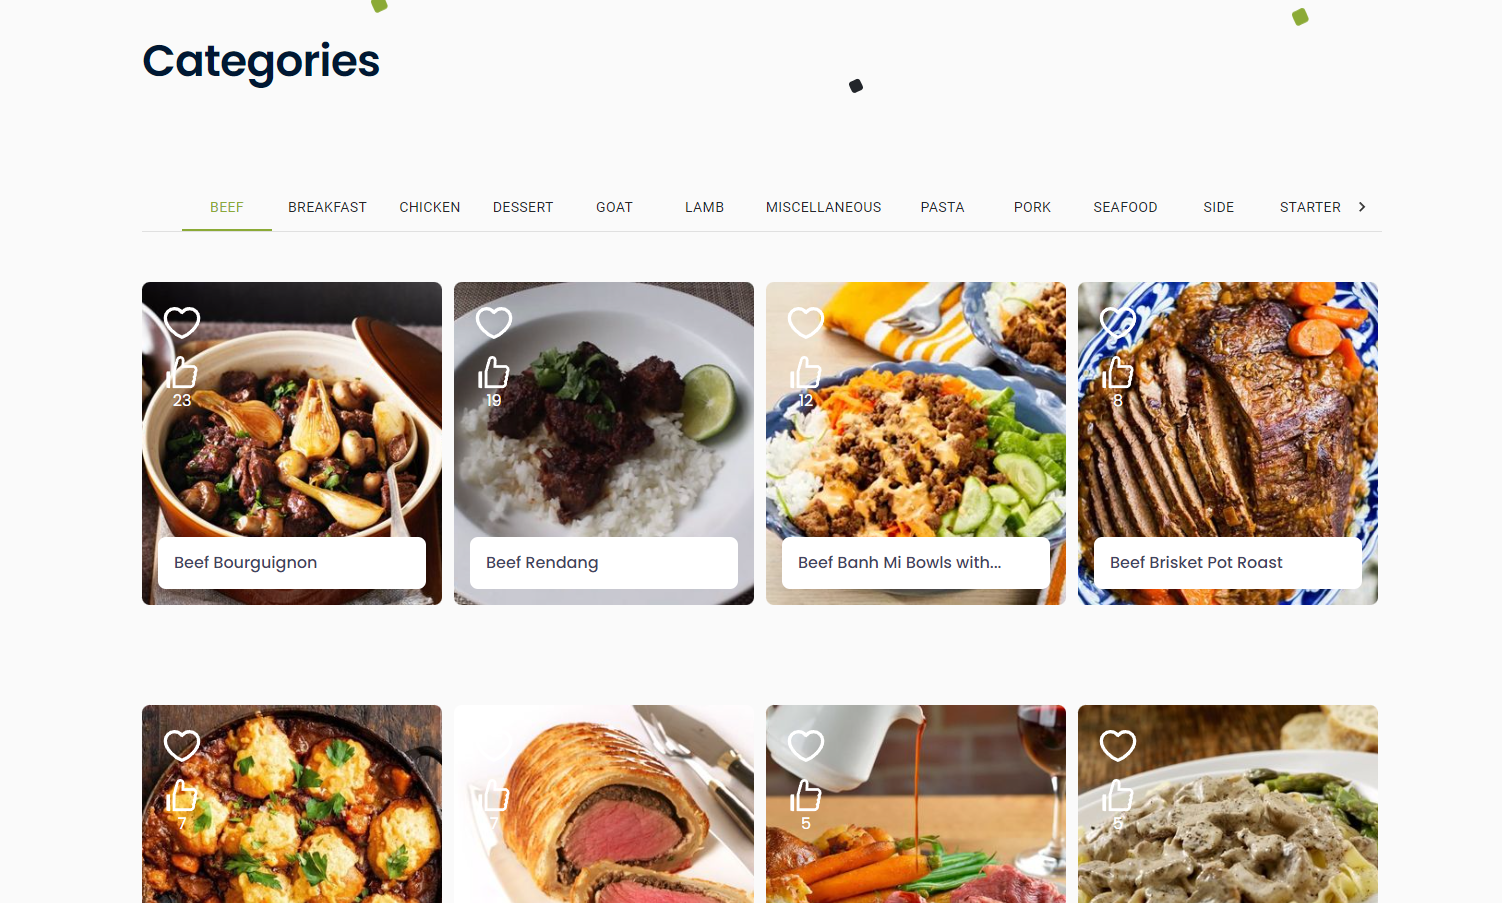 Categories
BEEF BREAKFAST CHICKEN DESSERT GOAT LAMB MISCELLANEOUS PASTA PORK SEAFOOD SIDE STARTER
23 19 12 8
Beef Bourguignon Beef Rendang Beef Banh Mi Bowls with... Beef Brisket Pot Roast
7 7 5 5